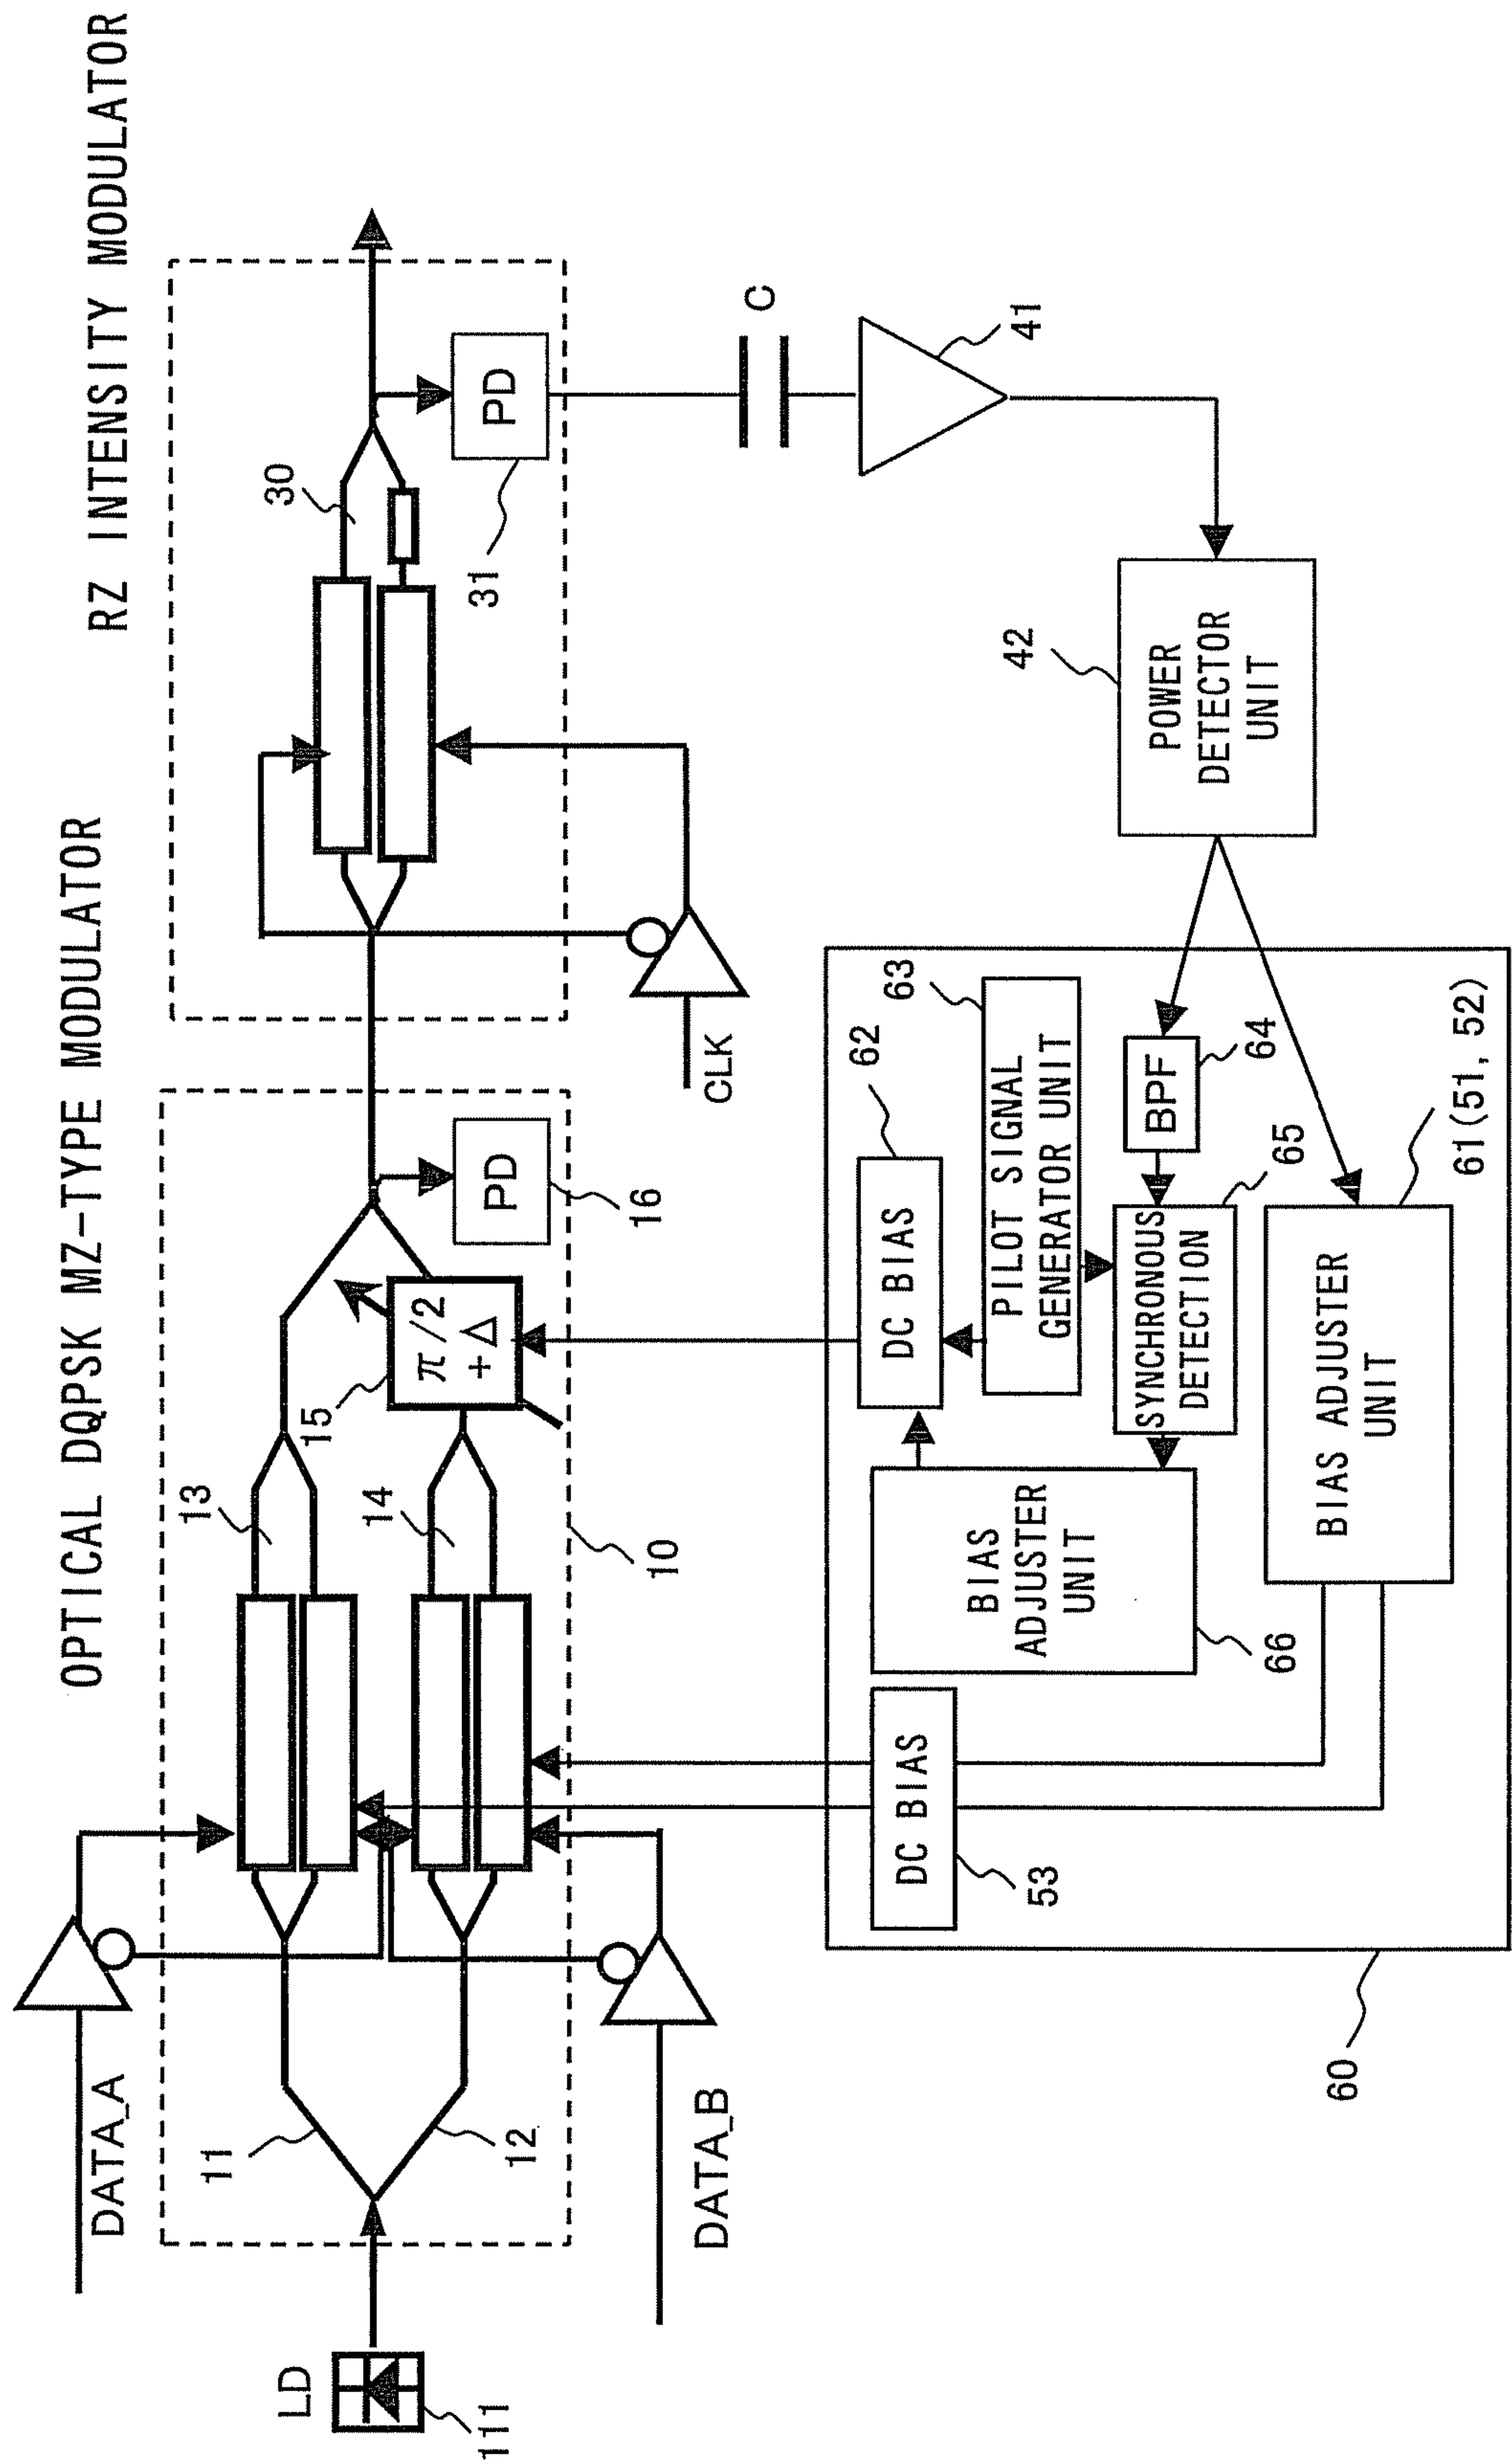 OPTICAL DQPSK MZ-TYPE MODULATOR
RZ INTENSITY MODULATOR
DATA_A
LD
111
11
12
13
14
15
π/2
+Δ
PD
16
10
DATA_B
30
PD
31
CLK
C
41
42
POWER
DETECTOR
UNIT
DC BIAS
53
BIAS
ADJUSTER
UNIT
66
DC BIAS
62
PILOT SIGNAL
GENERATOR UNIT
63
BPF
64
SYNCHRONOUS
DETECTION
65
BIAS ADJUSTER
UNIT
61(51, 52)
60